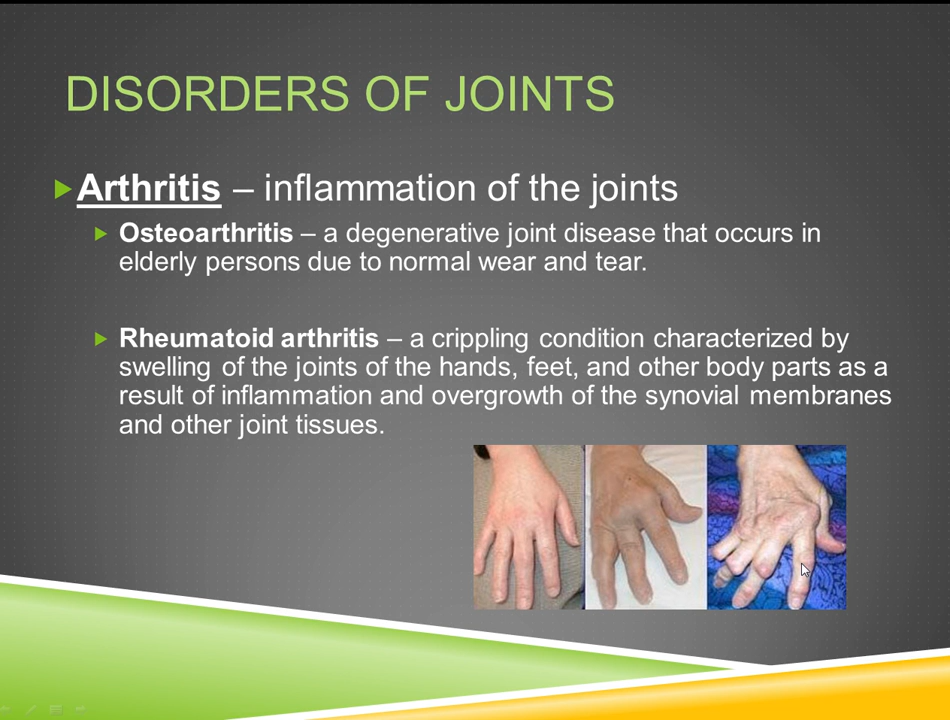 DISORDERS OF JOINTS
Arthritis – inflammation of the joints
Osteoarthritis – a degenerative joint disease that occurs in
elderly persons due to normal wear and tear.
Rheumatoid arthritis – a crippling condition characterized by
swelling of the joints of the hands, feet, and other body parts as a
result of inflammation and overgrowth of the synovial membranes
and other joint tissues.